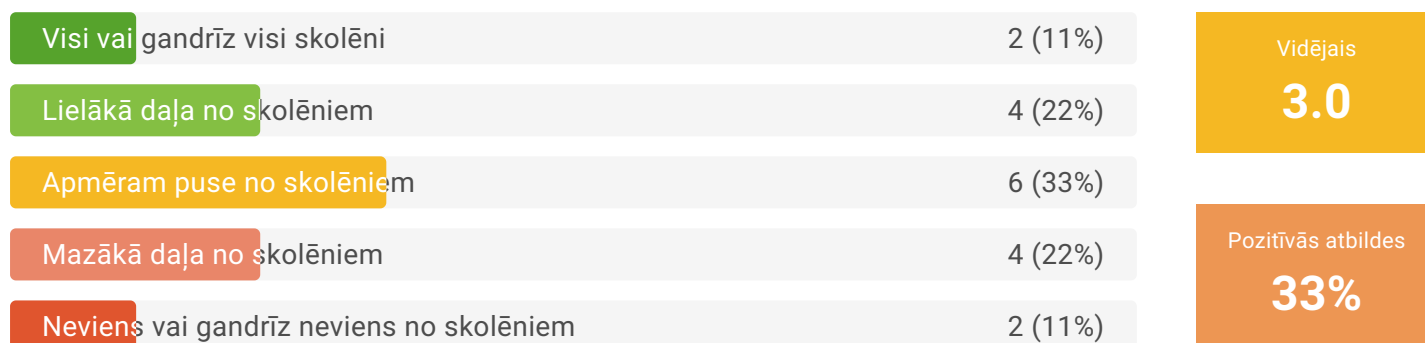 Visi vai gandrīz visi skolēni 2 (11%)
Lielākā daļa no skolēniem 4 (22%)
Apmēram puse no skolēniem 6 (33%)
Mazākā daļa no skolēniem 4 (22%)
Neviens vai gandrīz neviens no skolēniem 2 (11%)
Vidējais
3.0
Pozitīvās atbildes
33%